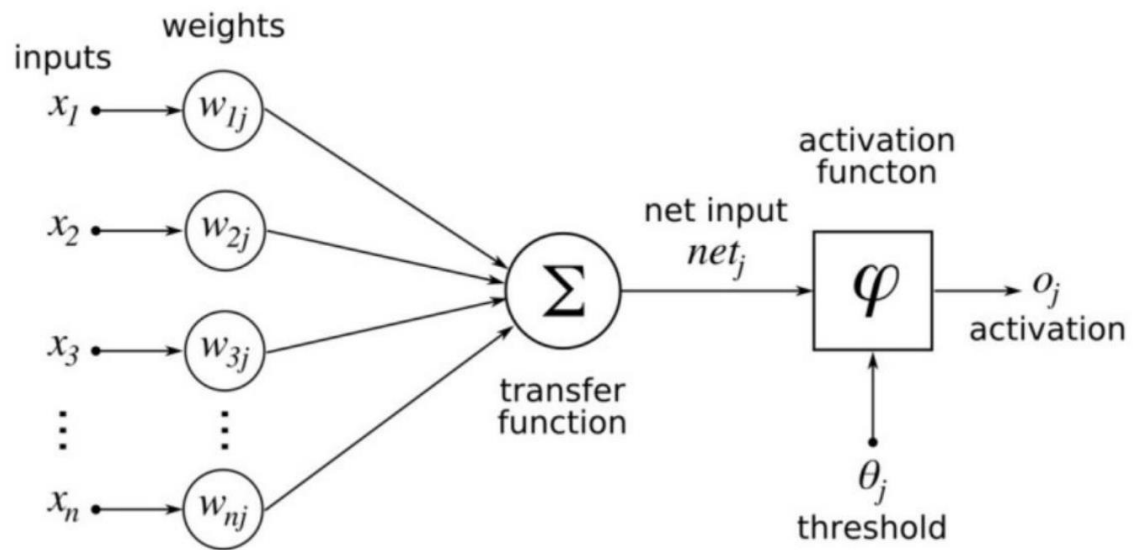 weights
inputs
x₁
w₁ⱼ
activation
functon
x₂
w₂ⱼ
net input
netⱼ
Σ
φ
oⱼ
activation
x₃
w₃ⱼ
transfer
function
⋮ ⋮
θⱼ
threshold
xₙ
wₙⱼ